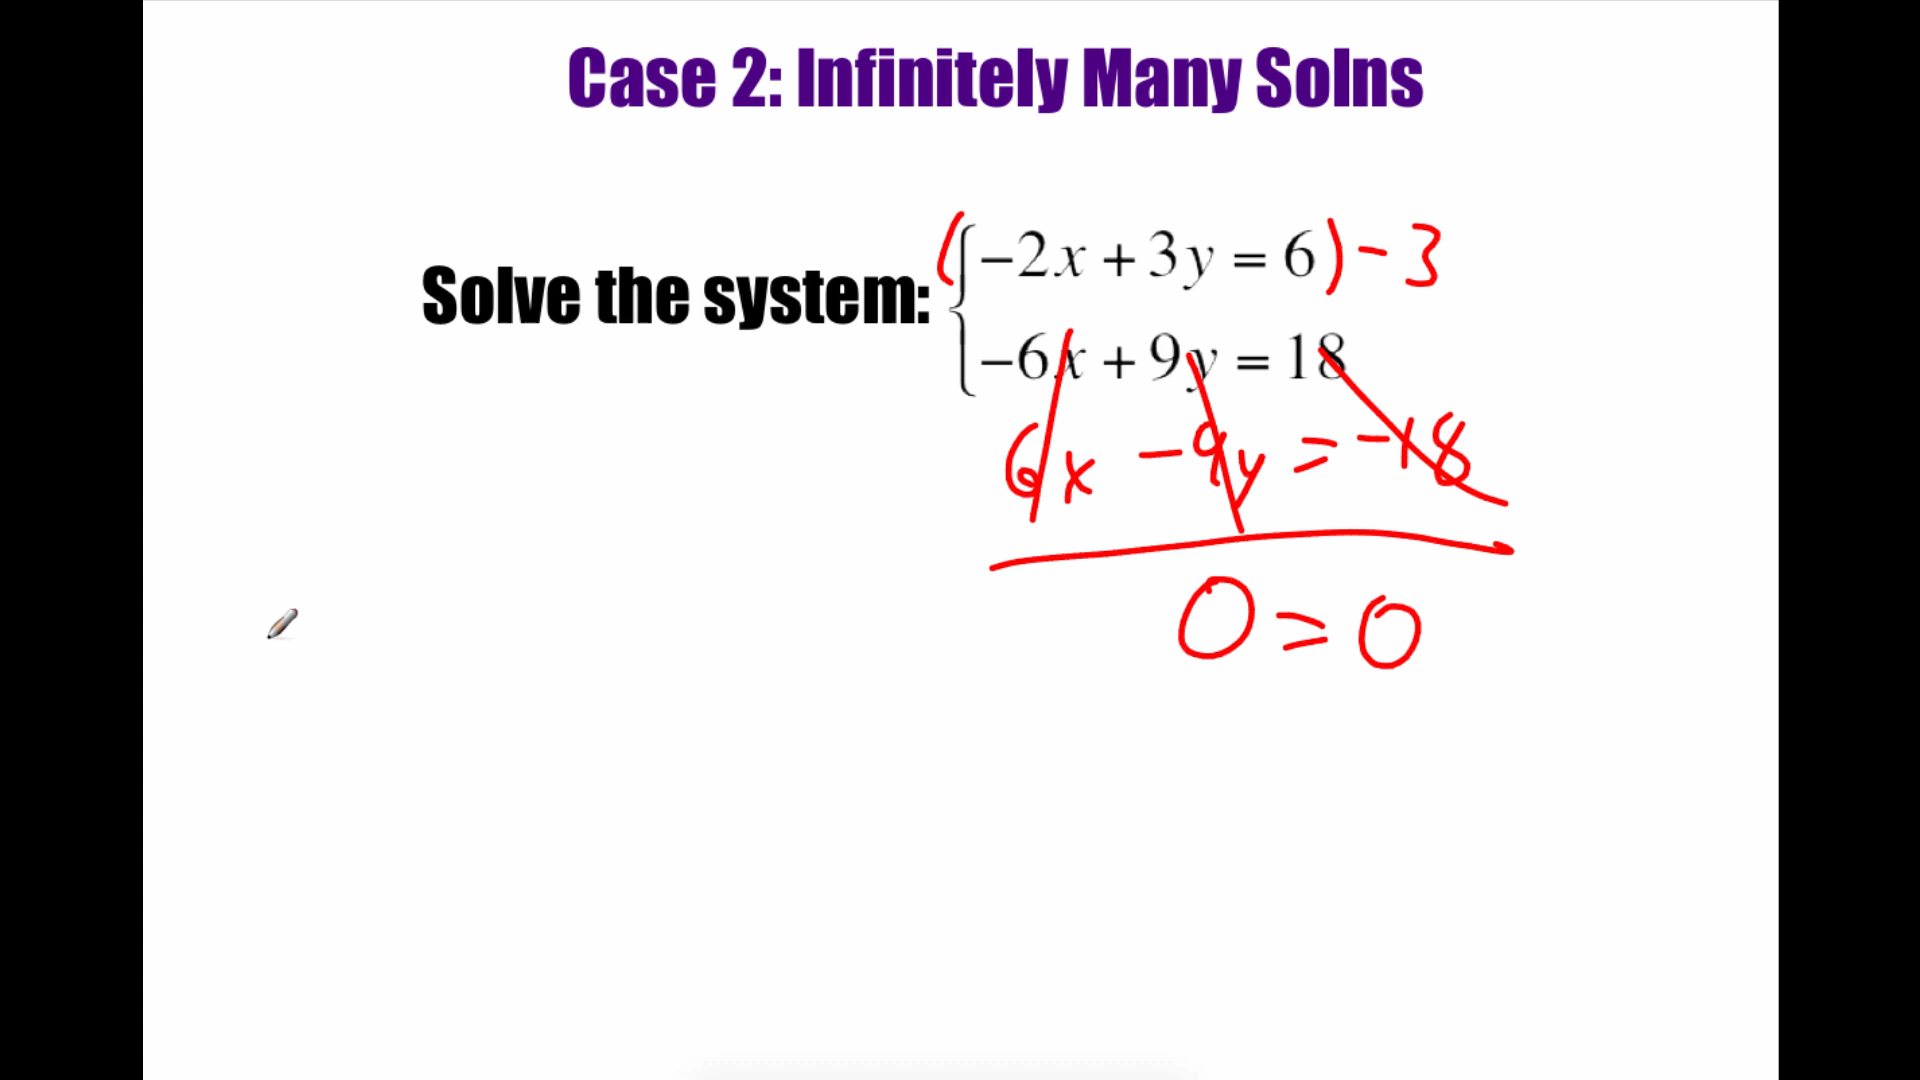 Case 2: Infinitely Many Solns
Solve the system:
(−2x + 3y = 6) −3
−6x + 9y = 18
6x − 9y = −18
0 = 0